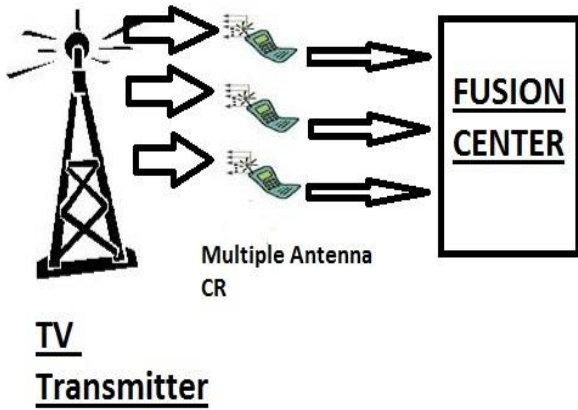 FUSION
CENTER
Multiple Antenna
CR
TV
Transmitter